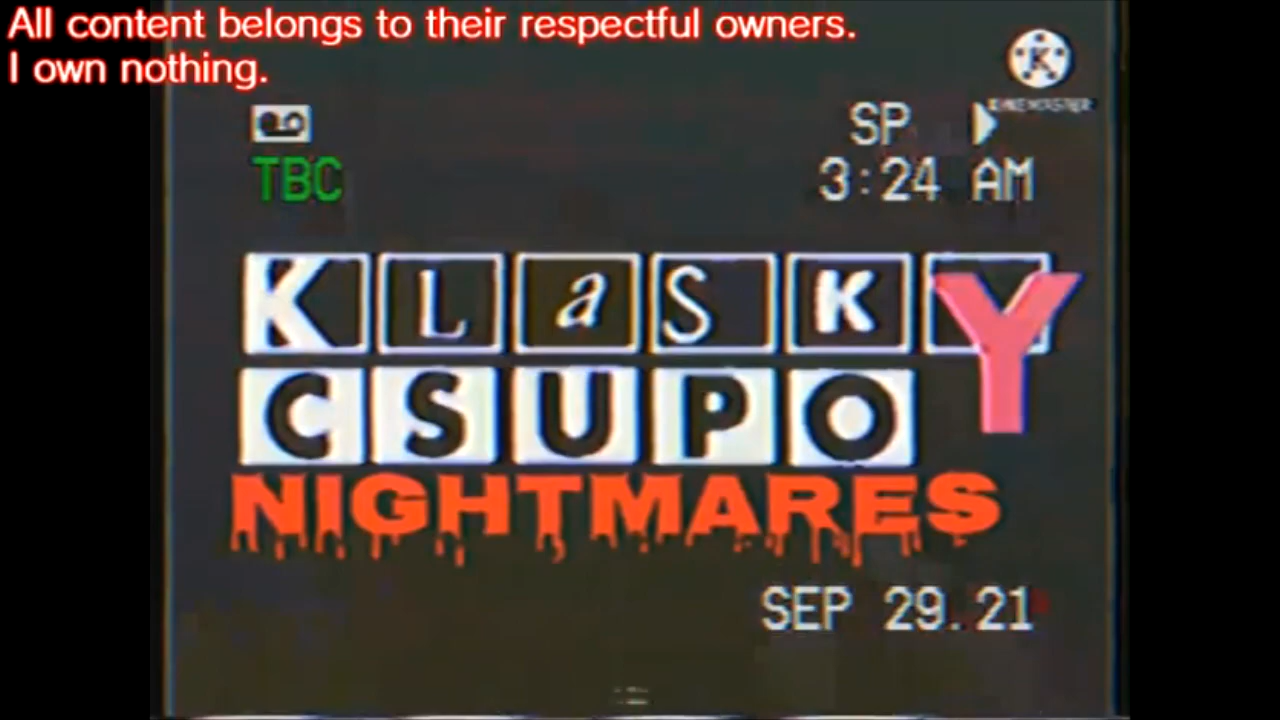 All content belongs to their respectful owners.
I own nothing.
K
KINEMASTER
SP
TBC
3:24 AM
KLaSKY
CSUPO
NIGHTMARES
SEP 29.21